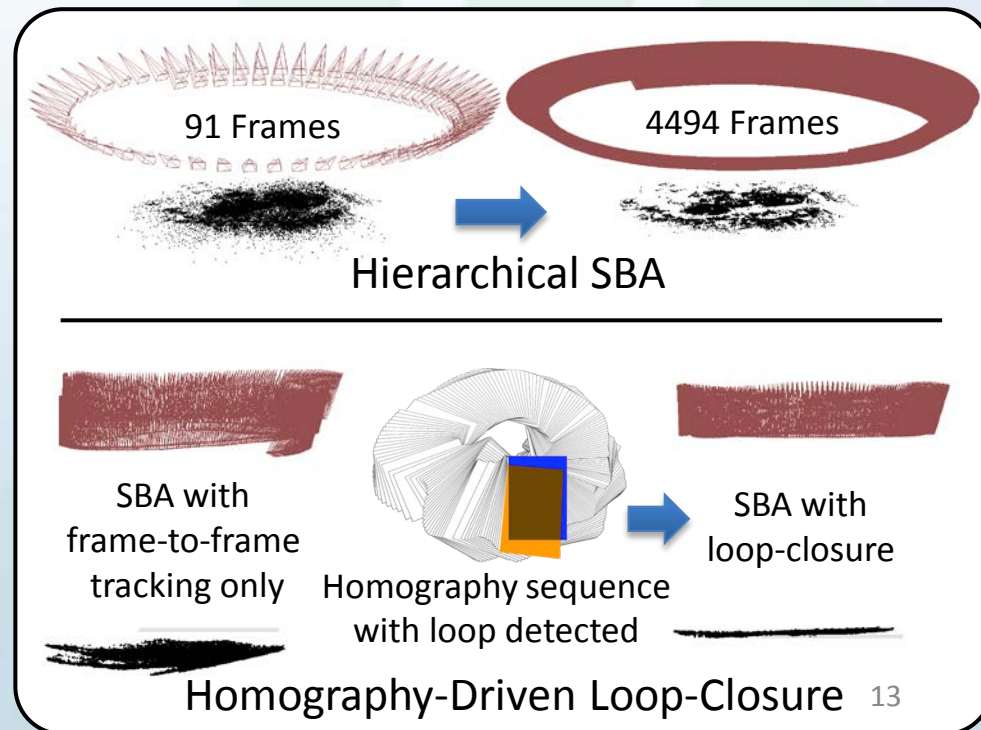 91 Frames
4494 Frames
Hierarchical SBA
SBA with
frame-to-frame
tracking only
Homography sequence
with loop detected
SBA with
loop-closure
Homography-Driven Loop-Closure
13